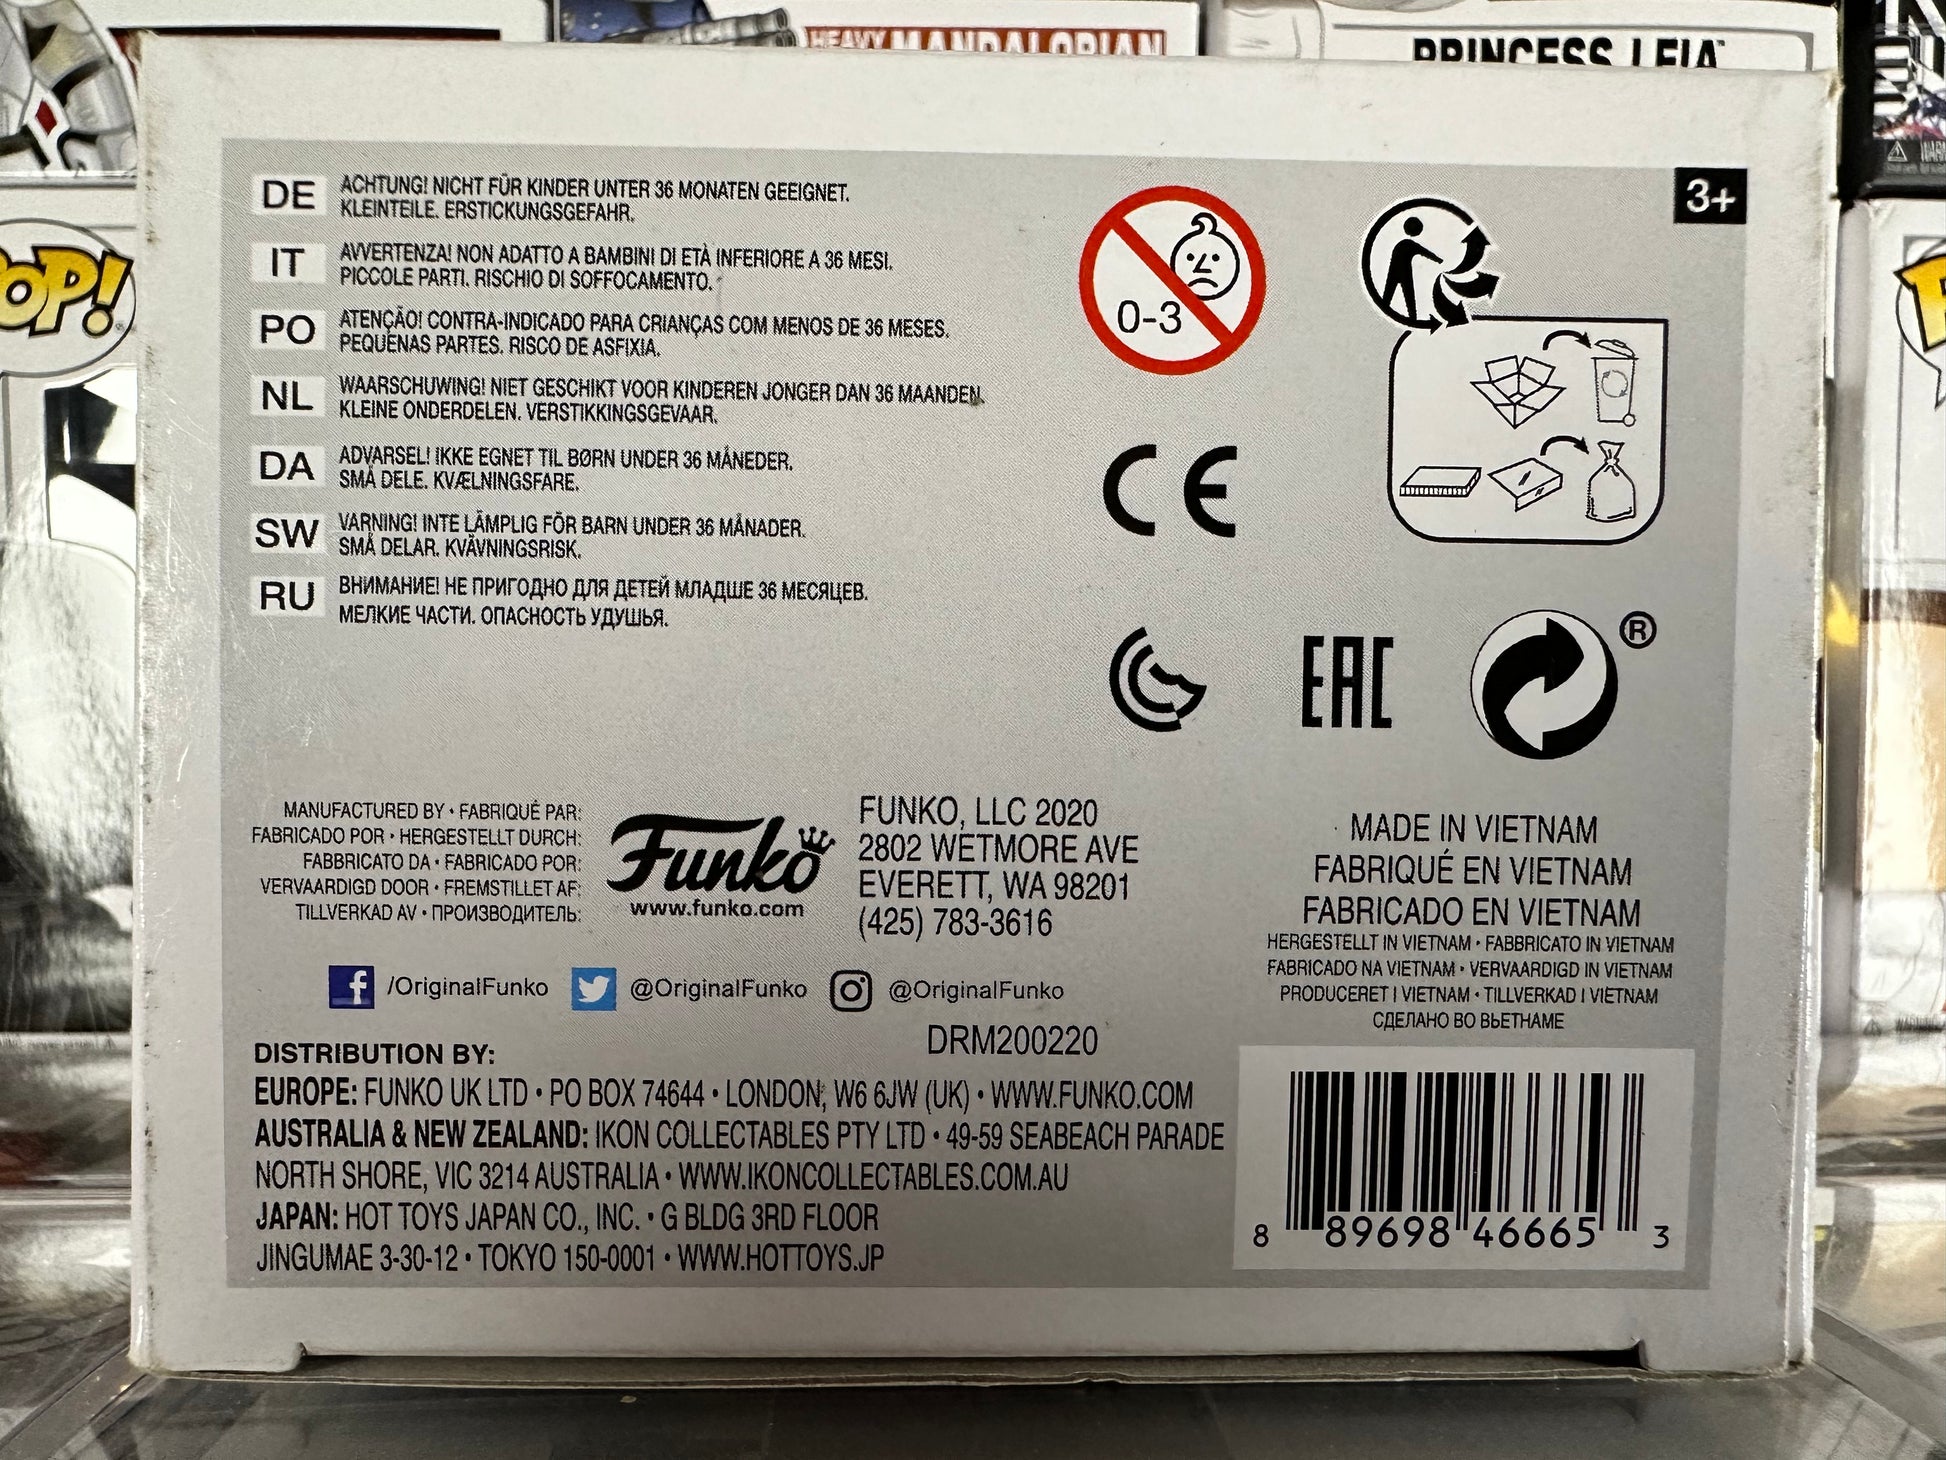 HEAVY MANDALORIAN
PRINCESS LEIA
OP!
3+
DE ACHTUNG! NICHT FÜR KINDER UNTER 36 MONATEN GEEIGNET.
KLEINTEILE. ERSTICKUNGSGEFAHR.
IT AVVERTENZA! NON ADATTO A BAMBINI DI ETÀ INFERIORE A 36 MESI.
PICCOLE PARTI. RISCHIO DI SOFFOCAMENTO.
PO ATENÇÃO! CONTRA-INDICADO PARA CRIANÇAS COM MENOS DE 36 MESES.
PEQUENAS PARTES. RISCO DE ASFIXIA.
NL WAARSCHUWING! NIET GESCHIKT VOOR KINDEREN JONGER DAN 36 MAANDEN.
KLEINE ONDERDELEN. VERSTIKKINGSGEVAAR.
DA ADVARSEL! IKKE EGNET TIL BØRN UNDER 36 MÅNEDER.
SMÅ DELE. KVÆLNINGSFARE.
SW VARNING! INTE LÄMPLIG FÖR BARN UNDER 36 MÅNADER.
SMÅ DELAR. KVÄVNINGSRISK.
RU ВНИМАНИЕ! НЕ ПРИГОДНО ДЛЯ ДЕТЕЙ МЛАДШЕ 36 МЕСЯЦЕВ.
МЕЛКИЕ ЧАСТИ. ОПАСНОСТЬ УДУШЬЯ.
0-3
CE
EAC
®
MANUFACTURED BY • FABRIQUÉ PAR:
FABRICADO POR • HERGESTELLT DURCH:
FABBRICATO DA • FABRICADO POR:
VERVAARDIGD DOOR • FREMSTILLET AF:
TILLVERKAD AV • ПРОИЗВОДИТЕЛЬ:
Funko
www.funko.com
FUNKO, LLC 2020
2802 WETMORE AVE
EVERETT, WA 98201
(425) 783-3616
MADE IN VIETNAM
FABRIQUÉ EN VIETNAM
FABRICADO EN VIETNAM
HERGESTELLT IN VIETNAM • FABBRICATO IN VIETNAM
FABRICADO NA VIETNAM • VERVAARDIGD IN VIETNAM
PRODUCERET I VIETNAM • TILLVERKAD I VIETNAM
СДЕЛАНО ВО ВЬЕТНАМЕ
f /OriginalFunko @OriginalFunko @OriginalFunko
DRM200220
DISTRIBUTION BY:
EUROPE: FUNKO UK LTD • PO BOX 74644 • LONDON, W6 6JW (UK) • WWW.FUNKO.COM
AUSTRALIA & NEW ZEALAND: IKON COLLECTABLES PTY LTD • 49-59 SEABEACH PARADE
NORTH SHORE, VIC 3214 AUSTRALIA • WWW.IKONCOLLECTABLES.COM.AU
JAPAN: HOT TOYS JAPAN CO., INC. • G BLDG 3RD FLOOR
JINGUMAE 3-30-12 • TOKYO 150-0001 • WWW.HOTTOYS.JP
8 89698 46665 3